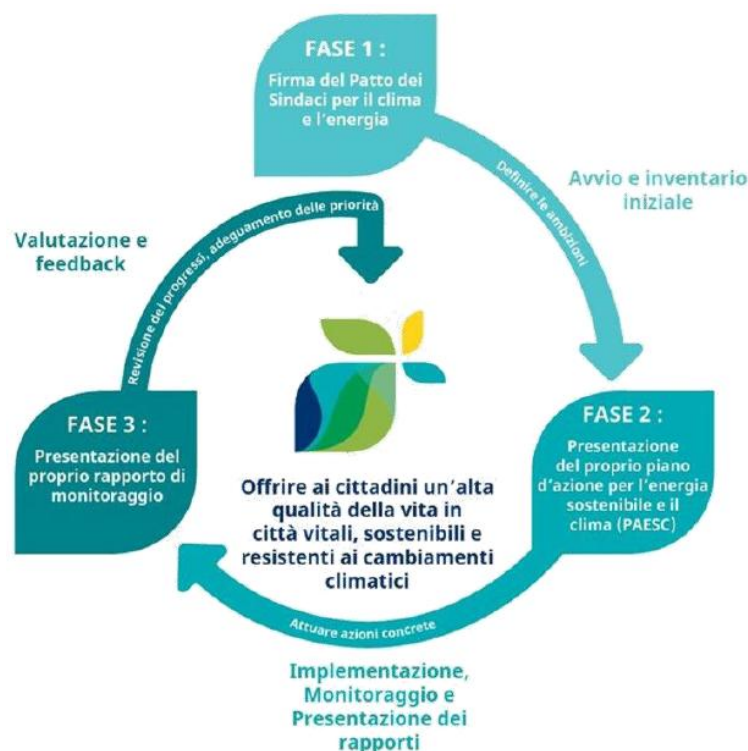 FASE 1 :
Firma del Patto dei
Sindaci per il clima
e l'energia
Definire le ambizioni
Avvio e inventario
iniziale
FASE 2 :
Presentazione
del proprio piano
d'azione per l'energia
sostenibile e il
clima (PAESC)
Attuare azioni concrete
Implementazione,
Monitoraggio e
Presentazione dei
rapporti
FASE 3 :
Presentazione del
proprio rapporto di
monitoraggio
Revisione dei progressi, adeguamento delle priorità
Valutazione e
feedback
Offrire ai cittadini un'alta
qualità della vita in
città vitali, sostenibili e
resistenti ai cambiamenti
climatici